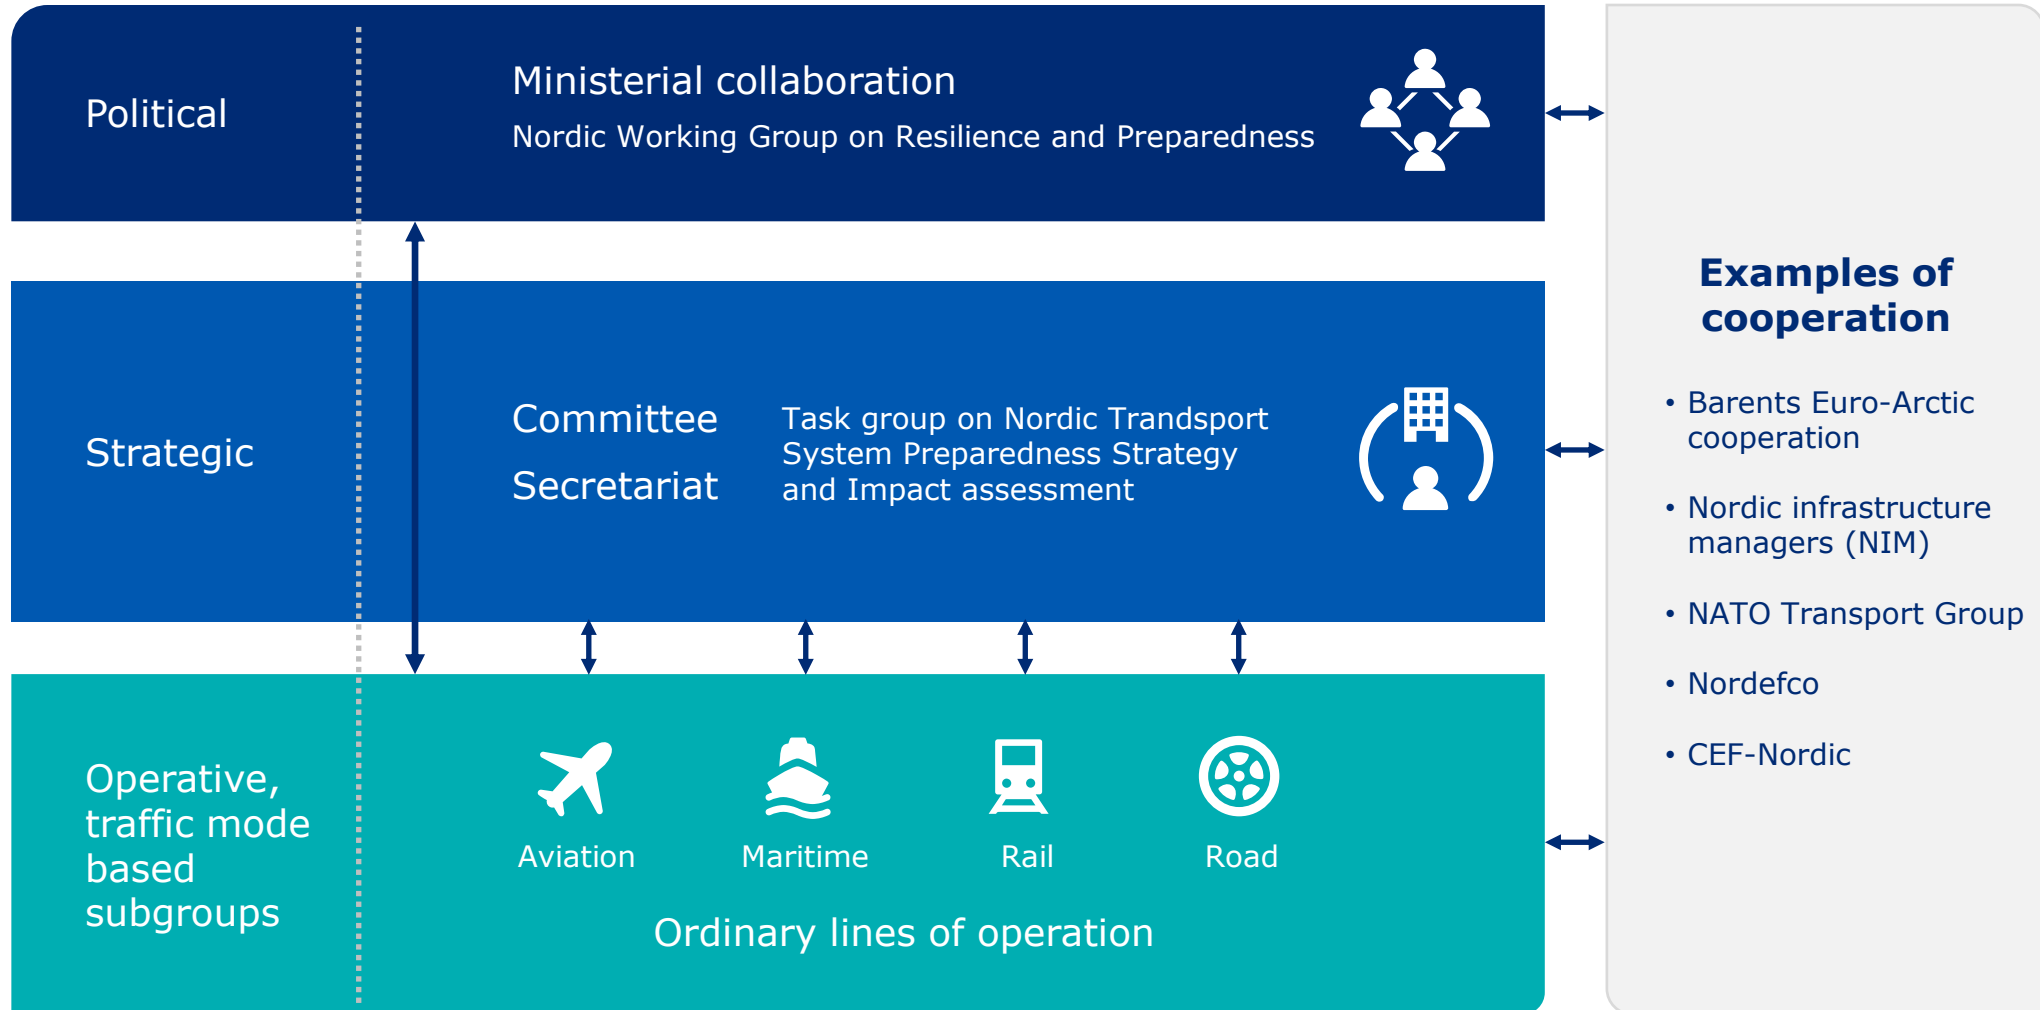 Political
Ministerial collaboration
Nordic Working Group on Resilience and Preparedness
Strategic
Committee
Secretariat
Task group on Nordic Trandsport
System Preparedness Strategy
and Impact assessment
Operative,
traffic mode
based
subgroups
Aviation
Maritime
Rail
Road
Ordinary lines of operation
Examples of
cooperation
• Barents Euro-Arctic
cooperation
• Nordic infrastructure
managers (NIM)
• NATO Transport Group
• Nordefco
• CEF-Nordic